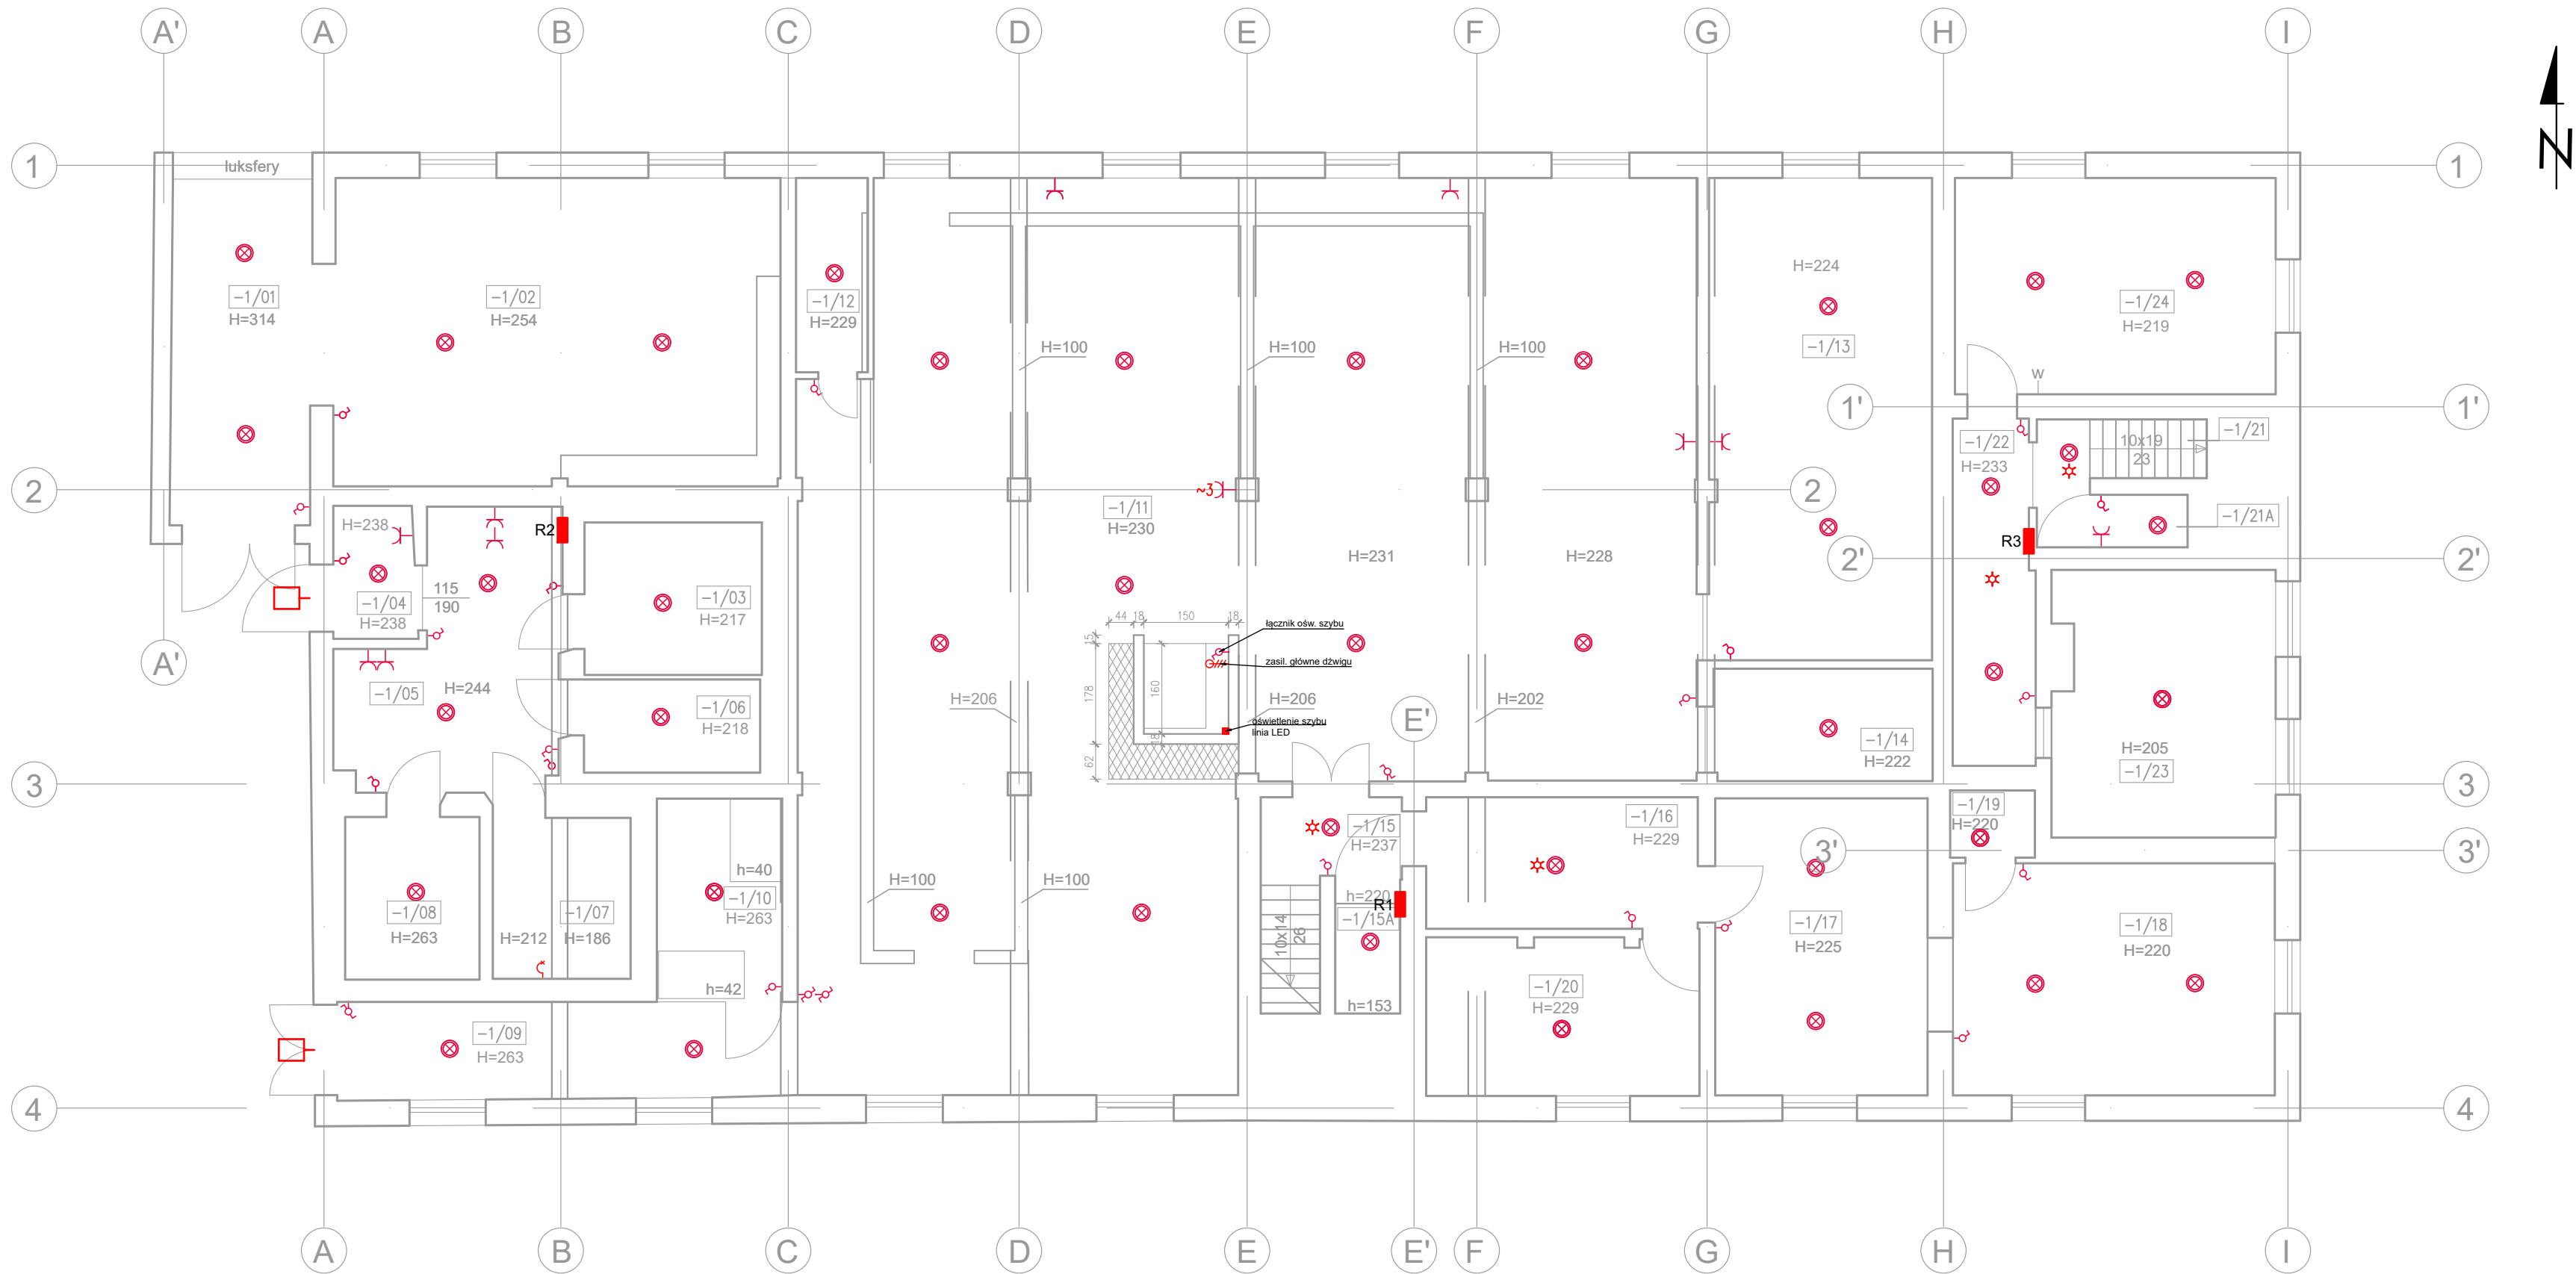 A' A B C D E F G H I
N
1 luksfery 1
H=224
-1/01 -1/02 -1/12 -1/24
H=314 H=254 H=229 H=219
H=100 H=100 H=100 -1/13
W
1' 1'
-1/22 10x19 -1/21
H=233 23
2 ~3 2
-1/11 -1/21A
H=238 R2 H=230
R3
H=231 H=228 2' 2'
115
190
-1/04 -1/03
H=238 H=217
44 18 150 18
łącznik ośw. szybu
15
zasil. główne dźwigu
A'
178 160
-1/05 H=244 -1/06 H=206 H=206 H=202
H=218
E'
oświetlenie szybu
linia LED
18
-1/14 H=205
H=222 -1/23
62
3 3
-1/19
-1/15 -1/16 H=220
H=237 H=229
3' 3'
h=40 H=100 H=100
-1/10 h=220
H=263 R1
-1/08 -1/07 -1/15A -1/17 -1/18
H=263 H=212 H=186 10x14 H=225 H=220
26
h=42 -1/20
h=153 H=229
-1/09
H=263
4 4
A B C D E E' F G H I